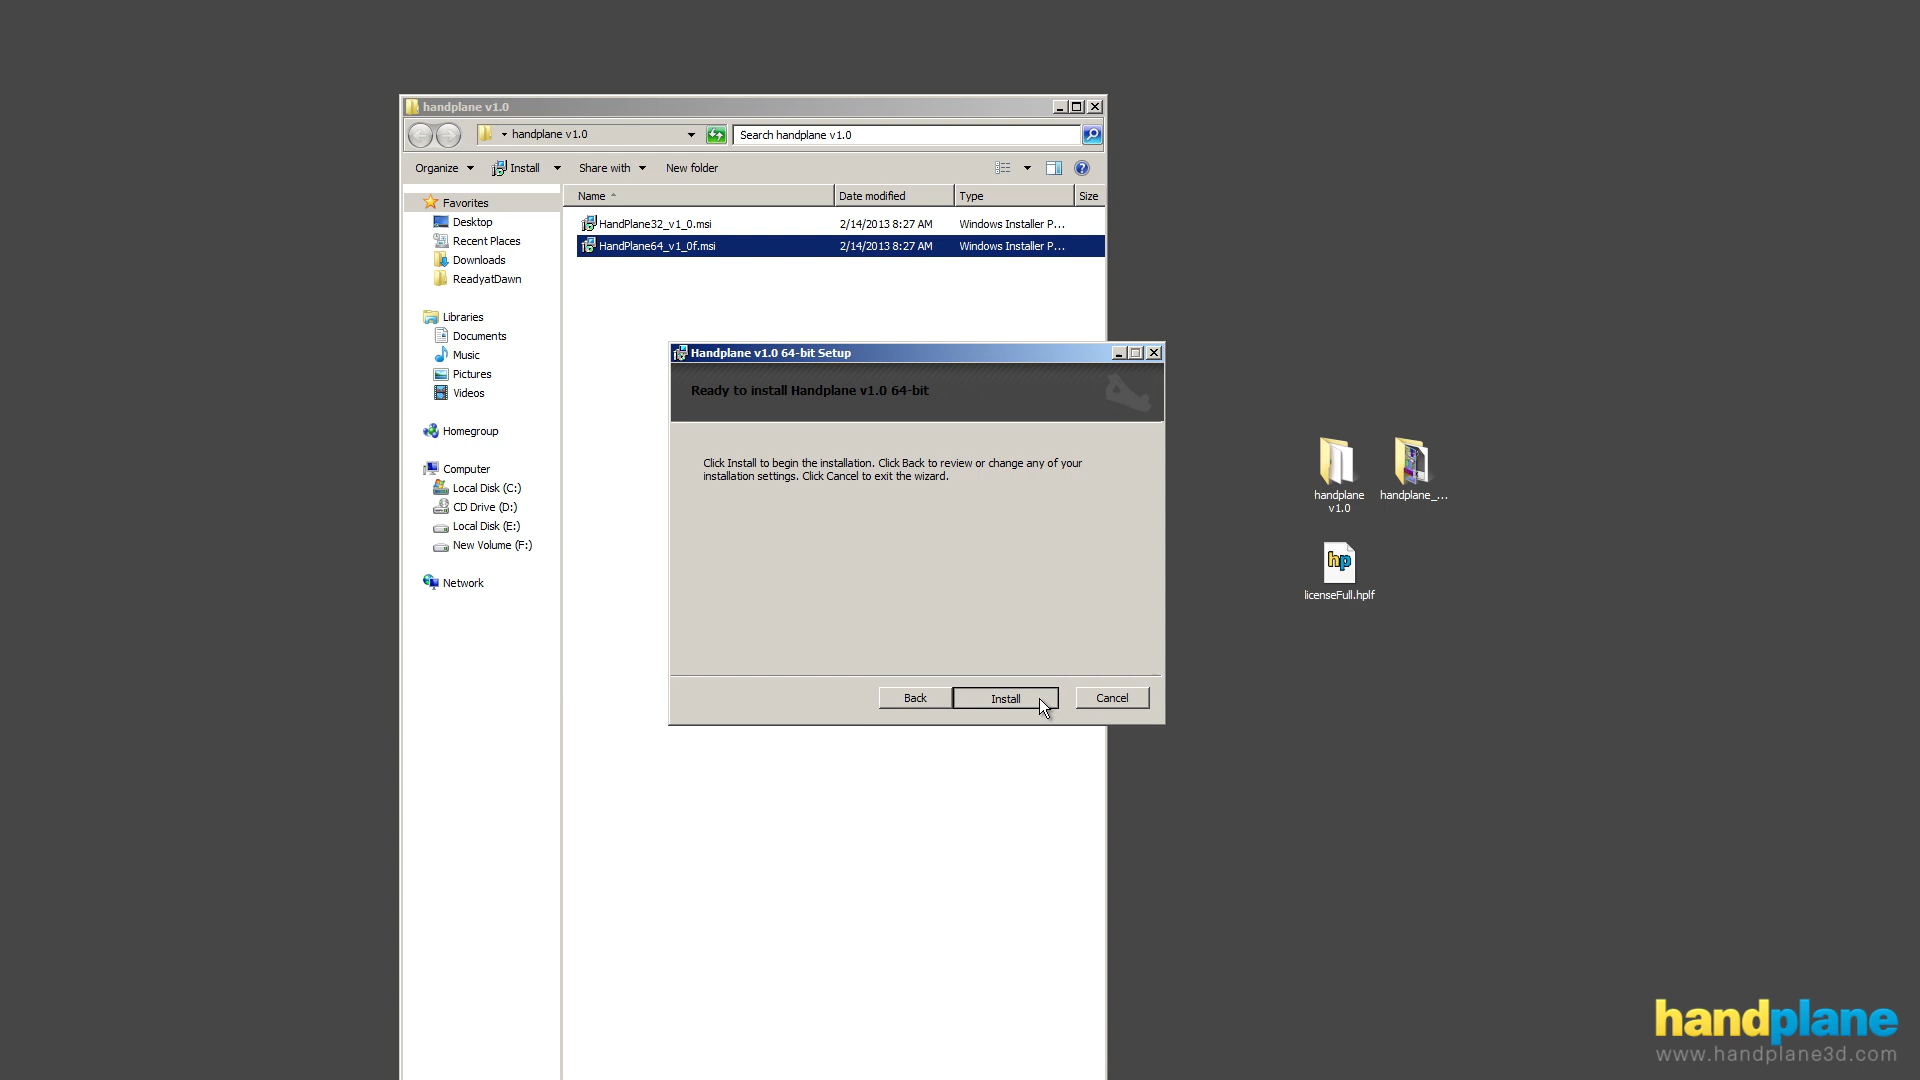 handplane v1.0
handplane v1.0
Search handplane v1.0
Organize
Install
Share with
New folder
Name
Date modified
Type
Size
Favorites
Desktop
Recent Places
Downloads
ReadyatDawn
Libraries
Documents
Music
Pictures
Videos
Homegroup
Computer
Local Disk (C:)
CD Drive (D:)
Local Disk (E:)
New Volume (F:)
Network
HandPlane32_v1_0.msi 2/14/2013 8:27 AM Windows Installer P...
HandPlane64_v1_0f.msi 2/14/2013 8:27 AM Windows Installer P...
Handplane v1.0 64-bit Setup
Ready to install Handplane v1.0 64-bit
Click Install to begin the installation. Click Back to review or change any of your
installation settings. Click Cancel to exit the wizard.
Back
Install
Cancel
handplane
v1.0
handplane_...
hp
licenseFull.hplf
handplane
www.handplane3d.com